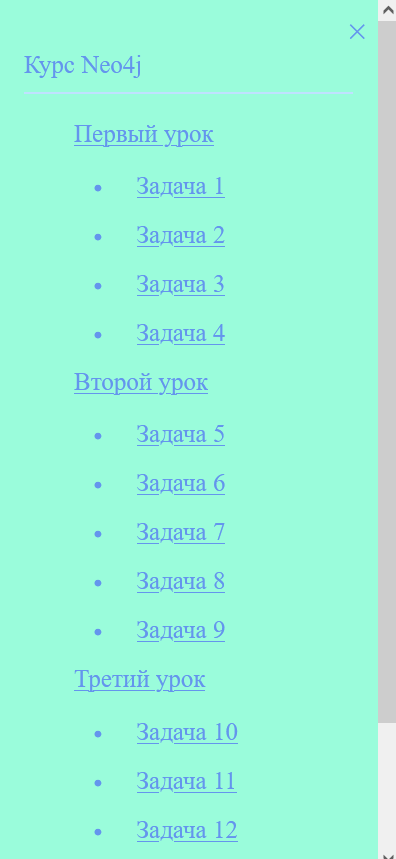 Курс Neo4j
Первый урок
Задача 1
Задача 2
Задача 3
Задача 4
Второй урок
Задача 5
Задача 6
Задача 7
Задача 8
Задача 9
Третий урок
Задача 10
Задача 11
Задача 12